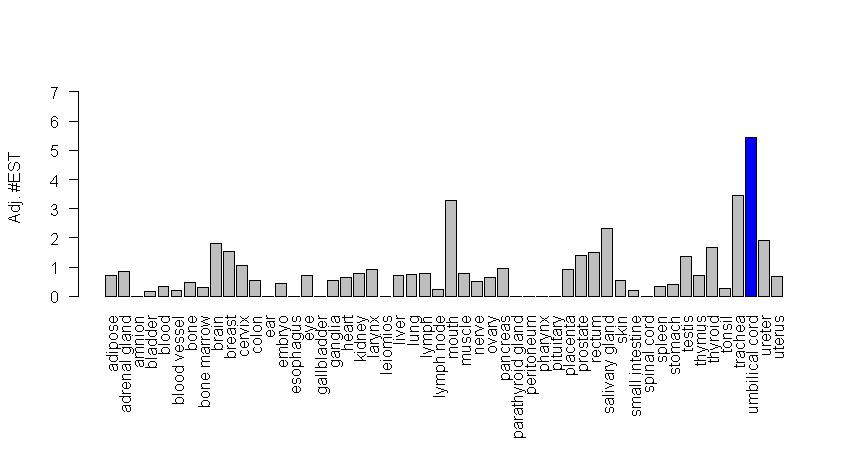 7
6
5
4
3
2
1
0
Adj. #EST
adipose
adrenal gland
amnion
bladder
blood
blood vessel
bone
bone marrow
brain
breast
cervix
colon
ear
embryo
esophagus
eye
gallbladder
ganglia
heart
kidney
larynx
leiomios
liver
lung
lymph
lymph node
mouth
muscle
nerve
ovary
pancreas
parathyroid gland
peritoneum
pharynx
pituitary
placenta
prostate
rectum
salivary gland
skin
small intestine
spinal cord
spleen
stomach
testis
thymus
thyroid
tonsil
trachea
umbilical cord
ureter
uterus